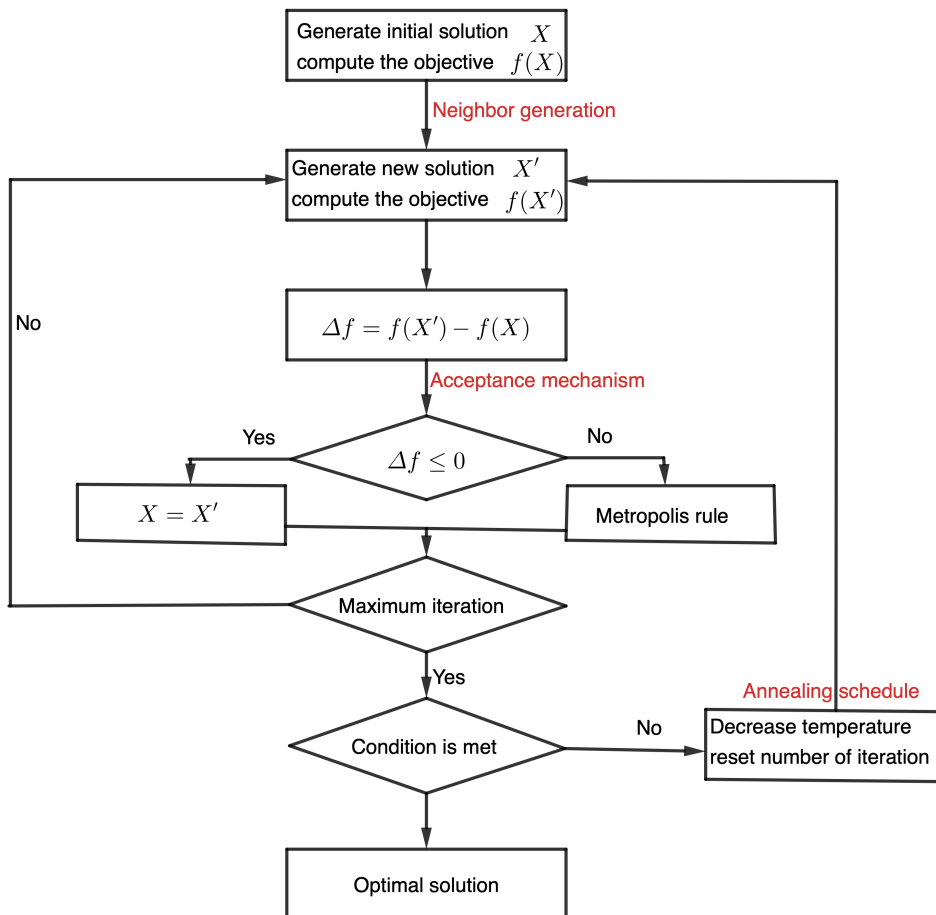 Generate initial solution X
compute the objective f(X)
Neighbor generation
Generate new solution X′
compute the objective f(X′)
No
Δf = f(X′) − f(X)
Acceptance mechanism
Yes
No
Δf ≤ 0
X = X′
Metropolis rule
Maximum iteration
Yes
Annealing schedule
No
Decrease temperature
reset number of iteration
Condition is met
Optimal solution